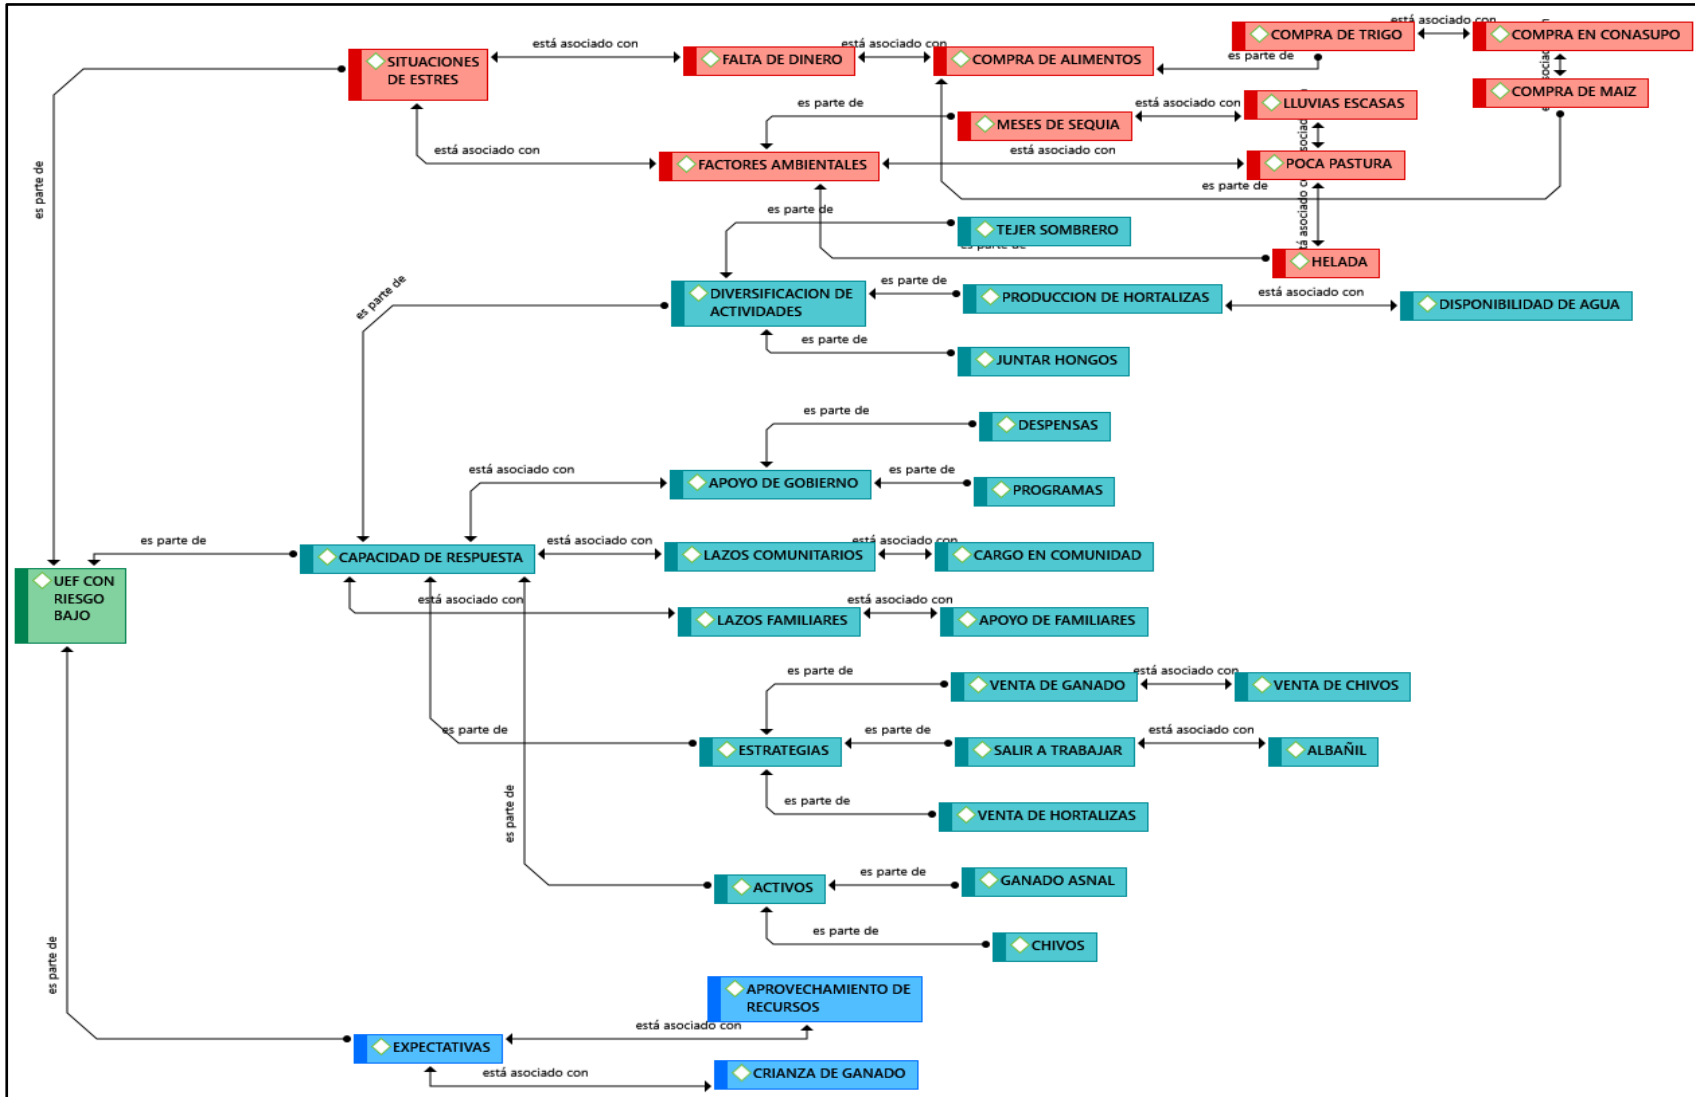 COMPRA DE TRIGO
está asociado con
COMPRA EN CONASUPO
SITUACIONES
DE ESTRES
está asociado con
FALTA DE DINERO
está asociado con
COMPRA DE ALIMENTOS
es parte de
COMPRA DE MAIZ
es parte de
MESES DE SEQUIA
está asociado con
LLUVIAS ESCASAS
está asociado con
FACTORES AMBIENTALES
está asociado con
POCA PASTURA
es parte de
es parte de
es parte de
TEJER SOMBRERO
es parte de
está asociado con
HELADA
es parte de
DIVERSIFICACION DE
ACTIVIDADES
es parte de
PRODUCCION DE HORTALIZAS
está asociado con
DISPONIBILIDAD DE AGUA
es parte de
JUNTAR HONGOS
es parte de
DESPENSAS
está asociado con
APOYO DE GOBIERNO
es parte de
PROGRAMAS
es parte de
CAPACIDAD DE RESPUESTA
está asociado con
LAZOS COMUNITARIOS
está asociado con
CARGO EN COMUNIDAD
UEF CON
RIESGO
BAJO
está asociado con
LAZOS FAMILIARES
está asociado con
APOYO DE FAMILIARES
es parte de
VENTA DE GANADO
está asociado con
VENTA DE CHIVOS
es parte de
ESTRATEGIAS
es parte de
SALIR A TRABAJAR
está asociado con
ALBAÑIL
es parte de
VENTA DE HORTALIZAS
es parte de
ACTIVOS
es parte de
GANADO ASNAL
es parte de
CHIVOS
es parte de
APROVECHAMIENTO DE
RECURSOS
EXPECTATIVAS
está asociado con
está asociado con
CRIANZA DE GANADO